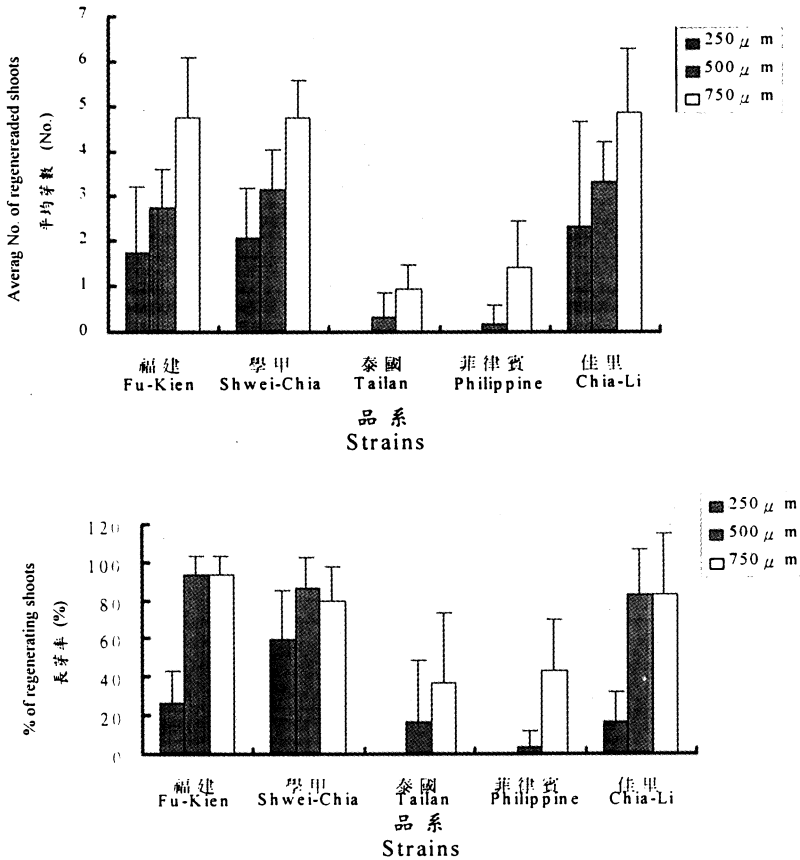 7
6
5
4
3
2
1
0
Averag No. of regenereaded shoots
平均芽數 (No.)
250 μ m
500 μ m
750 μ m
福建 學甲 泰國 菲律賓 佳里
Fu-Kien Shwei-Chia Tailan Philippine Chia-Li
品系
Strains
120
100
80
60
40
20
0
% of regenerating shoots
長芽率 (%)
250 μ m
500 μ m
750 μ m
福建 學甲 泰國 菲律賓 佳里
Fu-Kien Shwei-Chia Tailan Philippine Chia-Li
品系
Strains